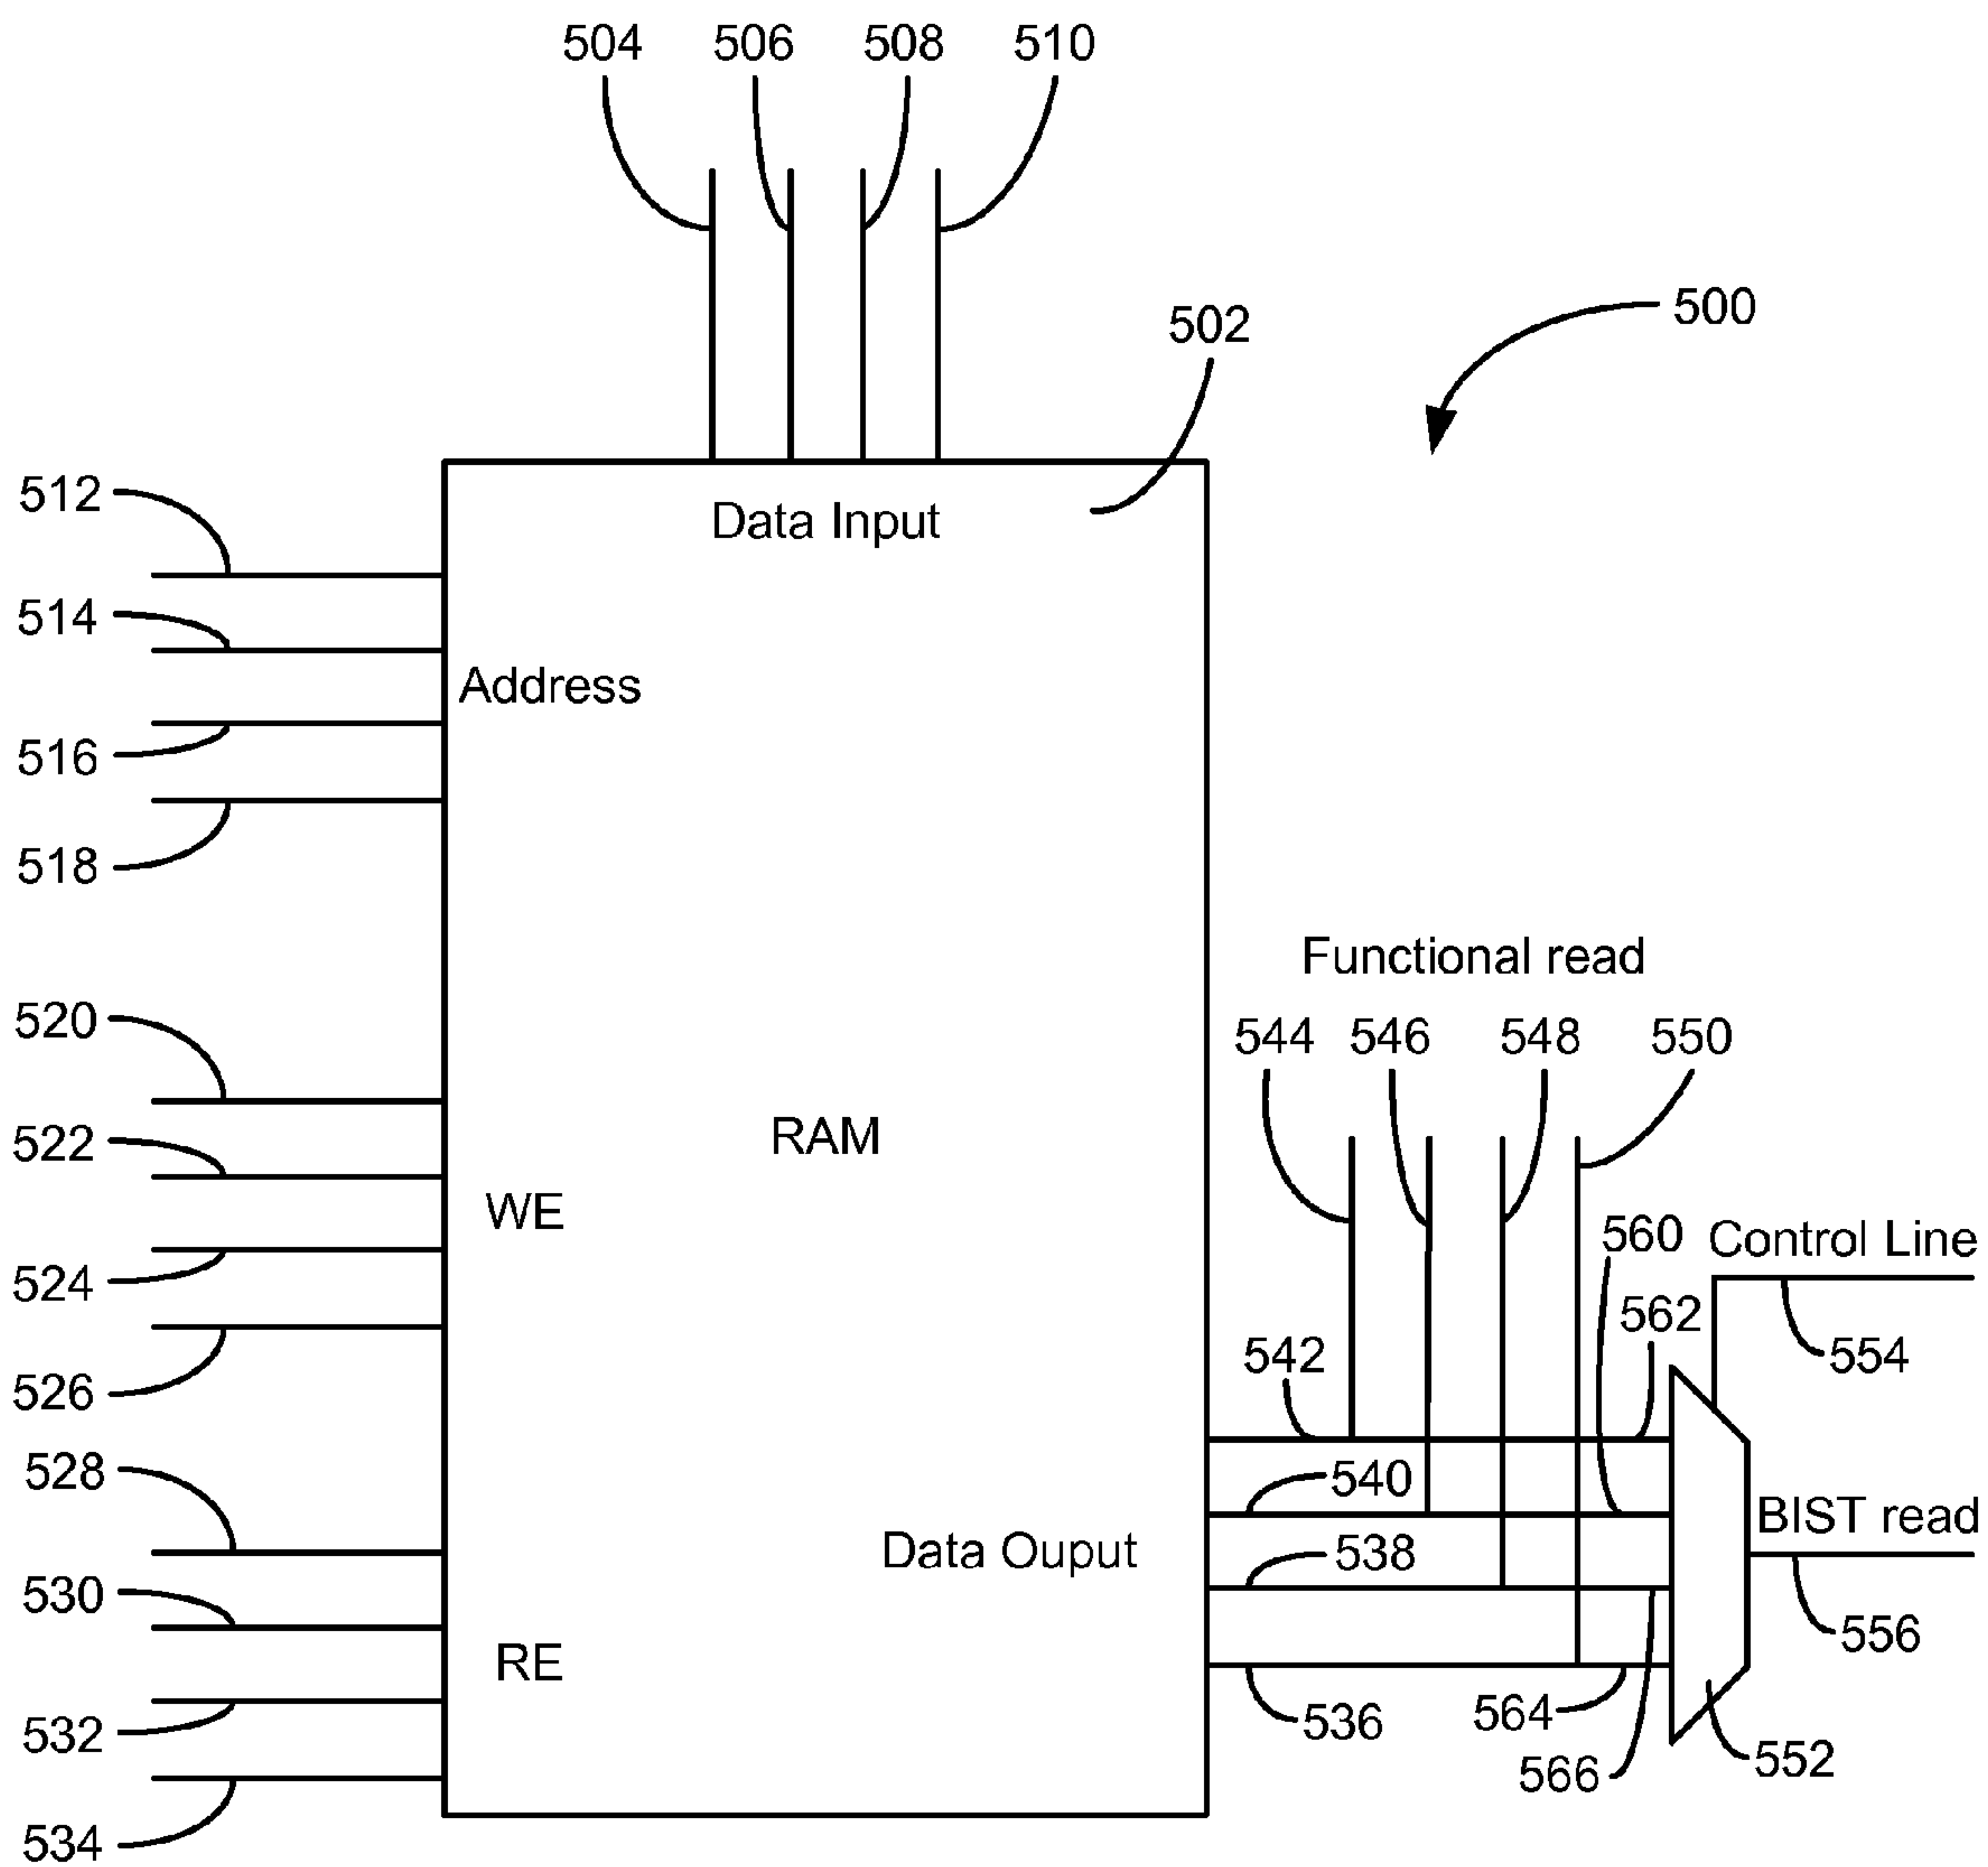 504 506 508 510
500
502
Data Input
512
514
Address
516
518
Functional read
520
544 546 548 550
522
RAM
WE
560 Control Line
524
562
542
554
526
528
540
BIST read
Data Ouput
538
530
556
RE
532
536
564
552
566
534